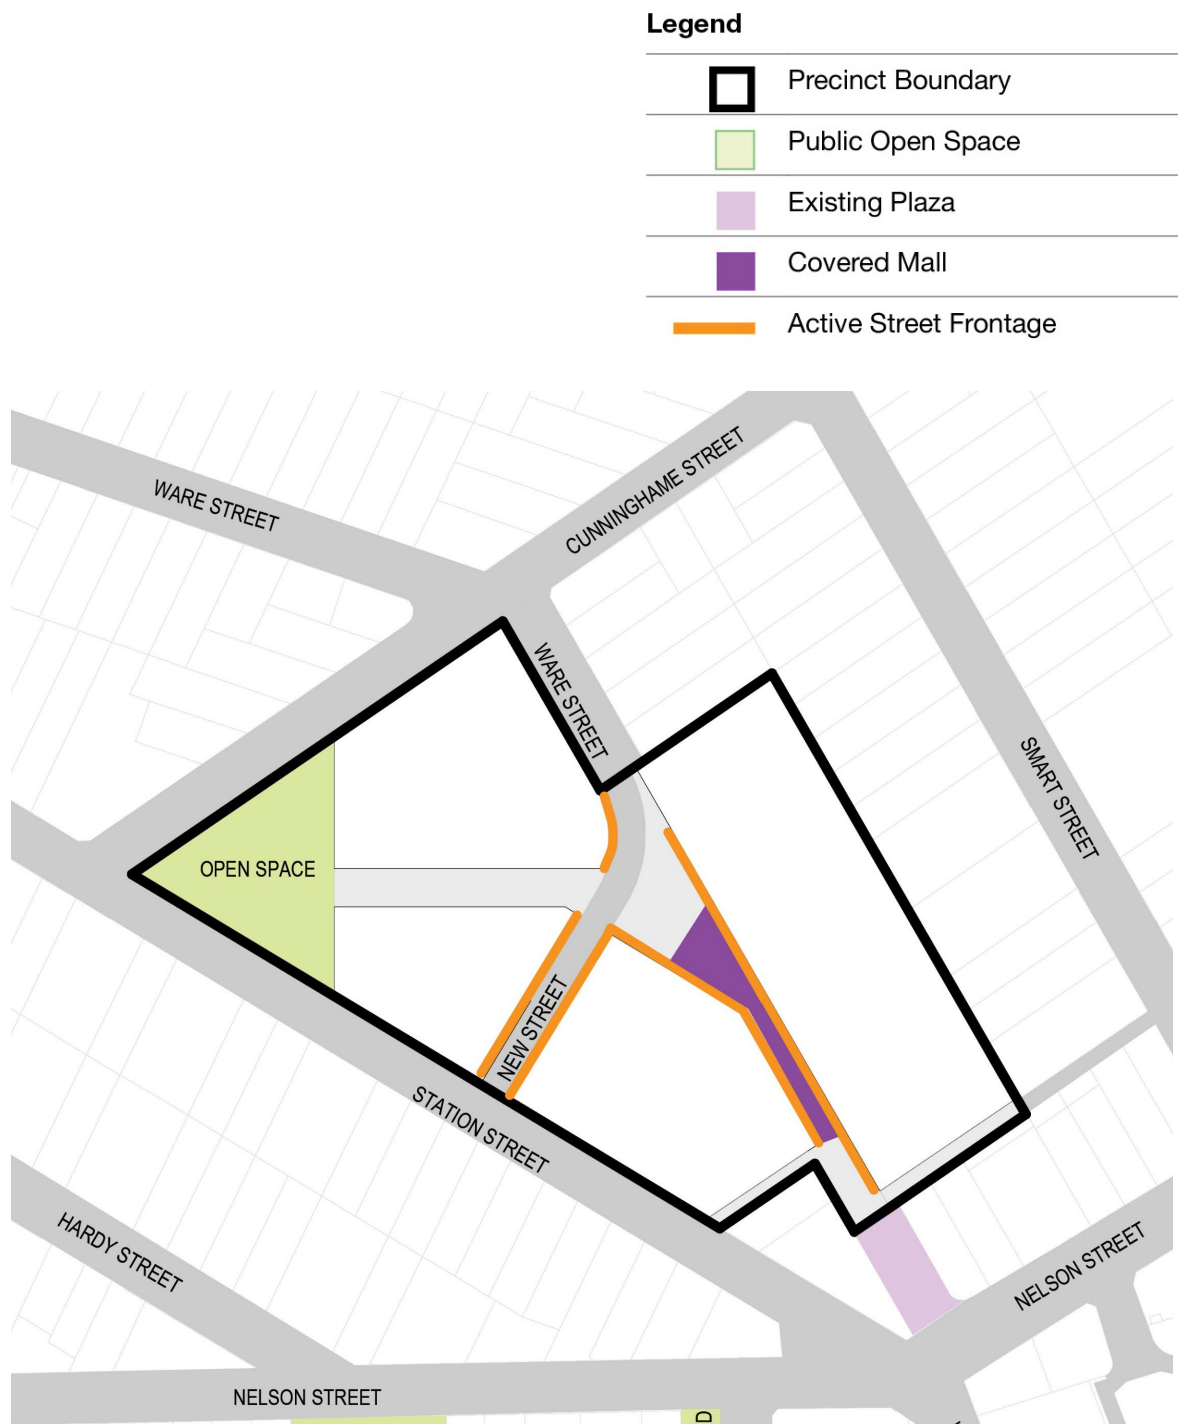 Legend
Precinct Boundary
Public Open Space
Existing Plaza
Covered Mall
Active Street Frontage
CUNNINGHAME STREET
WARE STREET
WARE STREET
SMART STREET
OPEN SPACE
NEW STREET
STATION STREET
HARDY STREET
NELSON STREET
NELSON STREET
D